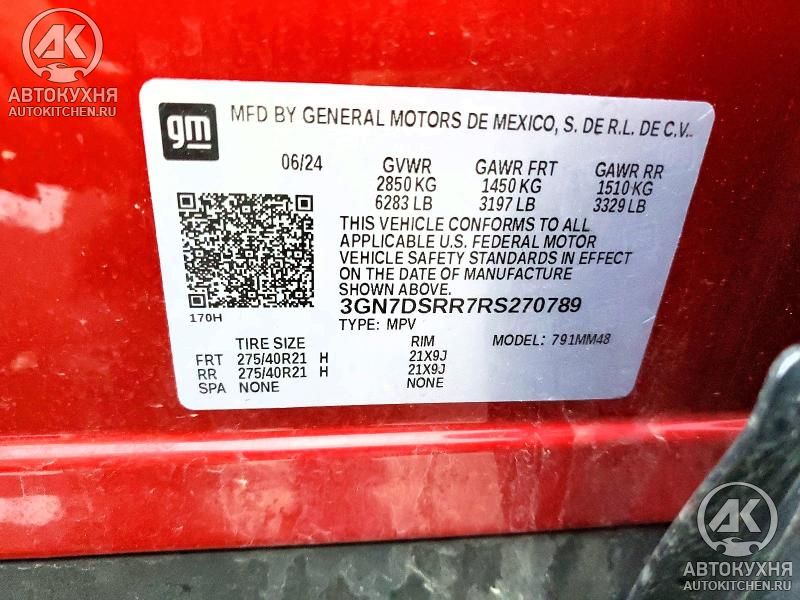 AK
АВТОКУХНЯ
AUTOKITCHEN.RU
gm MFD BY GENERAL MOTORS DE MEXICO, S. DE R.L. DE C.V.
06/24 GVWR GAWR FRT GAWR RR
2850 KG 1450 KG 1510 KG
6283 LB 3197 LB 3329 LB
THIS VEHICLE CONFORMS TO ALL
APPLICABLE U.S. FEDERAL MOTOR
VEHICLE SAFETY STANDARDS IN EFFECT
ON THE DATE OF MANUFACTURE
SHOWN ABOVE.
3GN7DSRR7RS270789
170H
TYPE: MPV MODEL: 791MM48
TIRE SIZE RIM
FRT 275/40R21 H 21X9J
RR 275/40R21 H 21X9J
SPA NONE NONE
AK
АВТОКУХНЯ
AUTOKITCHEN.RU